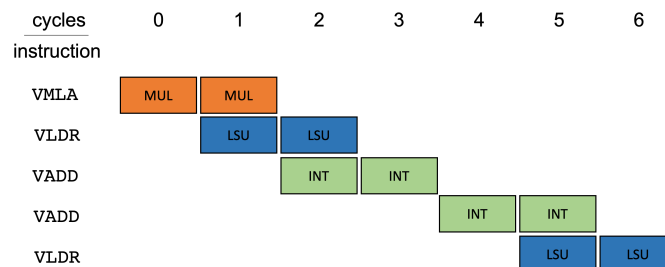 cycles 0 1 2 3 4 5 6
instruction
VMLA MUL MUL
VLDR LSU LSU
VADD INT INT
VADD INT INT
VLDR LSU LSU